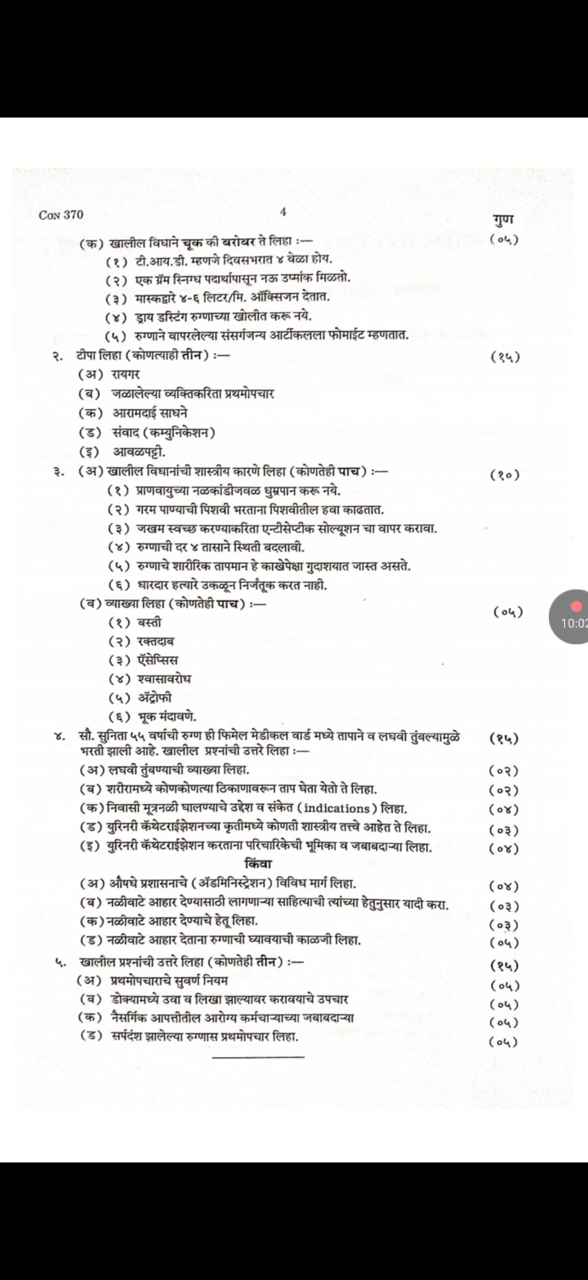 CON 370
4
गुण
(क) खालील विधाने चूक की बरोबर ते लिहा :— (०५)
(१) टी.आय.डी. म्हणजे दिवसभरात ४ वेळा होय.
(२) एक ग्रॅम स्निग्ध पदार्थापासून नऊ उष्मांक मिळतो.
(३) मास्कद्वारे ४-६ लिटर/मि. ऑक्सिजन देतात.
(४) ड्राय डस्टिंग रुग्णाच्या खोलीत करू नये.
(५) रुग्णाने वापरलेल्या संसर्गजन्य आर्टीकलला फोमाईट म्हणतात.
२. टीपा लिहा (कोणत्याही तीन) :— (१५)
(अ) रायगर
(ब) जळालेल्या व्यक्तिकरिता प्रथमोपचार
(क) आरामदाई साधने
(ड) संवाद (कम्युनिकेशन)
(इ) आवळपट्टी.
३. (अ) खालील विधानांची शास्त्रीय कारणे लिहा (कोणतेही पाच) :— (१०)
(१) प्राणवायुच्या नळकांडीजवळ धुम्रपान करू नये.
(२) गरम पाण्याची पिशवी भरताना पिशवीतील हवा काढतात.
(३) जखम स्वच्छ करण्याकरिता एन्टीसेप्टीक सोल्यूशन चा वापर करावा.
(४) रुग्णाची दर ४ तासाने स्थिती बदलावी.
(५) रुग्णाचे शारीरिक तापमान हे काखेपेक्षा गुदाशयात जास्त असते.
(६) धारदार हत्यारे उकळून निर्जंतूक करत नाही.
(ब) व्याख्या लिहा (कोणतेही पाच) :— (०५)
(१) बस्ती
(२) रक्तदाब
(३) ऍसेप्सिस
(४) श्वासावरोध
(५) ॲट्रोफी
(६) भूक मंदावणे.
10:02
४. सौ. सुनिता ५५ वर्षाची रुग्ण ही फिमेल मेडीकल वार्ड मध्ये तापाने व लघवी तुंबल्यामुळे (१५)
भरती झाली आहे. खालील प्रश्नांची उत्तरे लिहा :—
(अ) लघवी तुंबण्याची व्याख्या लिहा. (०२)
(ब) शरीरामध्ये कोणकोणत्या ठिकाणावरून ताप घेता येतो ते लिहा. (०२)
(क) निवासी मूत्रनळी घालण्याचे उद्देश व संकेत (indications) लिहा. (०४)
(ड) युरिनरी कॅथेटराईझेशनच्या कृतीमध्ये कोणती शास्त्रीय तत्त्वे आहेत ते लिहा. (०३)
(इ) युरिनरी कॅथेटराईझेशन करताना परिचारिकेची भूमिका व जबाबदाऱ्या लिहा. (०४)
किंवा
(अ) औषधे प्रशासनाचे (ॲडमिनिस्ट्रेशन) विविध मार्ग लिहा. (०४)
(ब) नळीवाटे आहार देण्यासाठी लागणाऱ्या साहित्याची त्यांच्या हेतुनुसार यादी करा. (०३)
(क) नळीवाटे आहार देण्याचे हेतू लिहा. (०३)
(ड) नळीवाटे आहार देताना रुग्णाची घ्यावयाची काळजी लिहा. (०५)
५. खालील प्रश्नांची उत्तरे लिहा (कोणतेही तीन) :— (१५)
(अ) प्रथमोपचाराचे सुवर्ण नियम (०५)
(ब) डोक्यामध्ये उवा व लिखा झाल्यावर करावयाचे उपचार (०५)
(क) नैसर्गिक आपत्तीतील आरोग्य कर्मचाऱ्याच्या जबाबदाऱ्या (०५)
(ड) सर्पदंश झालेल्या रुग्णास प्रथमोपचार लिहा. (०५)